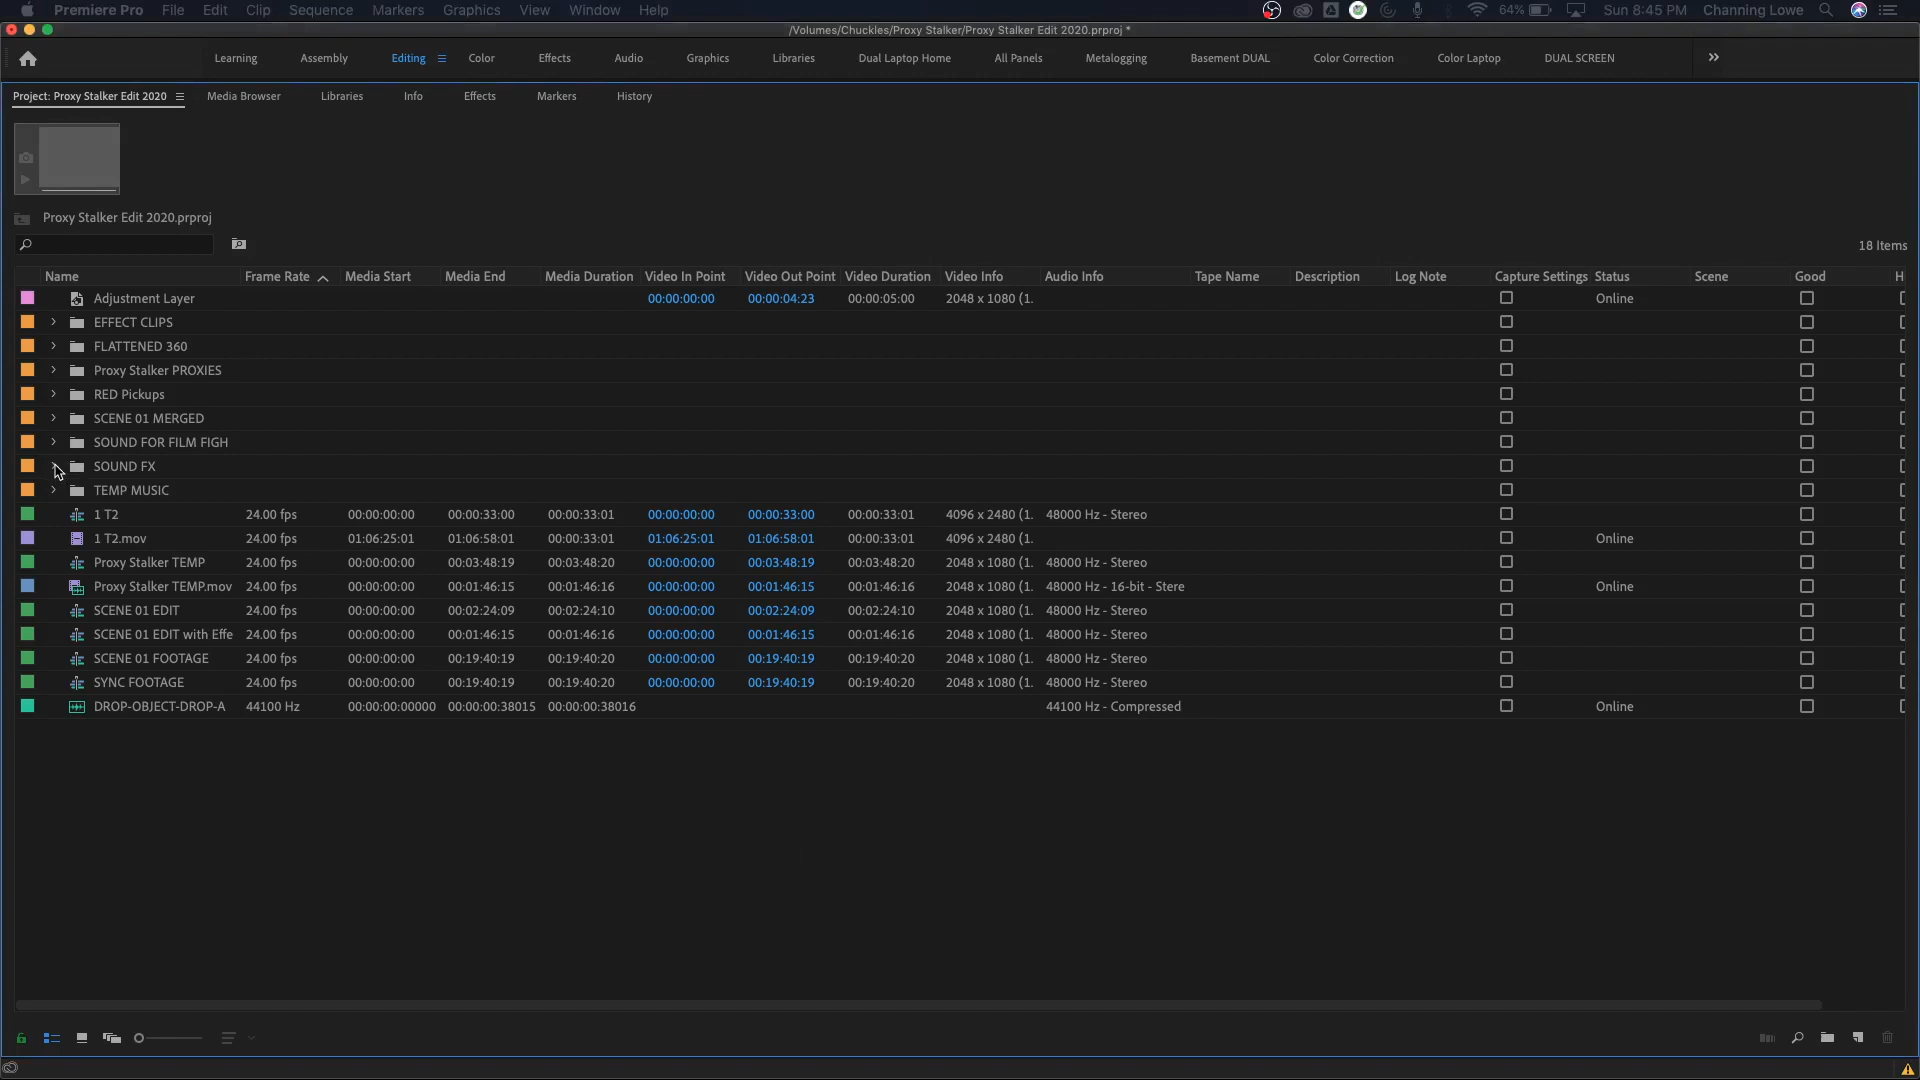 Premiere Pro File Edit Clip Sequence Markers Graphics View Window Help 64% Sun 8:45 PM Channing Lowe
/Volumes/Chuckles/Proxy Stalker/Proxy Stalker Edit 2020.prproj *
Learning Assembly Editing Color Effects Audio Graphics Libraries Dual Laptop Home All Panels Metalogging Basement DUAL Color Correction Color Laptop DUAL SCREEN
Project: Proxy Stalker Edit 2020 Media Browser Libraries Info Effects Markers History
Proxy Stalker Edit 2020.prproj
18 Items
Name Frame Rate Media Start Media End Media Duration Video In Point Video Out Point Video Duration Video Info Audio Info Tape Name Description Log Note Capture Settings Status Scene Good H
Adjustment Layer 00:00:00:00 00:00:04:23 00:00:05:00 2048 x 1080 (1. Online
EFFECT CLIPS
FLATTENED 360
Proxy Stalker PROXIES
RED Pickups
SCENE 01 MERGED
SOUND FOR FILM FIGH
SOUND FX
TEMP MUSIC
1 T2 24.00 fps 00:00:00:00 00:00:33:00 00:00:33:01 00:00:00:00 00:00:33:00 00:00:33:01 4096 x 2480 (1. 48000 Hz - Stereo
1 T2.mov 24.00 fps 01:06:25:01 01:06:58:01 00:00:33:01 01:06:25:01 01:06:58:01 00:00:33:01 4096 x 2480 (1. Online
Proxy Stalker TEMP 24.00 fps 00:00:00:00 00:03:48:19 00:03:48:20 00:00:00:00 00:03:48:19 00:03:48:20 2048 x 1080 (1. 48000 Hz - Stereo
Proxy Stalker TEMP.mov 24.00 fps 00:00:00:00 00:01:46:15 00:01:46:16 00:00:00:00 00:01:46:15 00:01:46:16 2048 x 1080 (1. 48000 Hz - 16-bit - Stere Online
SCENE 01 EDIT 24.00 fps 00:00:00:00 00:02:24:09 00:02:24:10 00:00:00:00 00:02:24:09 00:02:24:10 2048 x 1080 (1. 48000 Hz - Stereo
SCENE 01 EDIT with Effe 24.00 fps 00:00:00:00 00:01:46:15 00:01:46:16 00:00:00:00 00:01:46:15 00:01:46:16 2048 x 1080 (1. 48000 Hz - Stereo
SCENE 01 FOOTAGE 24.00 fps 00:00:00:00 00:19:40:19 00:19:40:20 00:00:00:00 00:19:40:19 00:19:40:20 2048 x 1080 (1. 48000 Hz - Stereo
SYNC FOOTAGE 24.00 fps 00:00:00:00 00:19:40:19 00:19:40:20 00:00:00:00 00:19:40:19 00:19:40:20 2048 x 1080 (1. 48000 Hz - Stereo
DROP-OBJECT-DROP-A 44100 Hz 00:00:00:00000 00:00:00:38015 00:00:00:38016 44100 Hz - Compressed Online